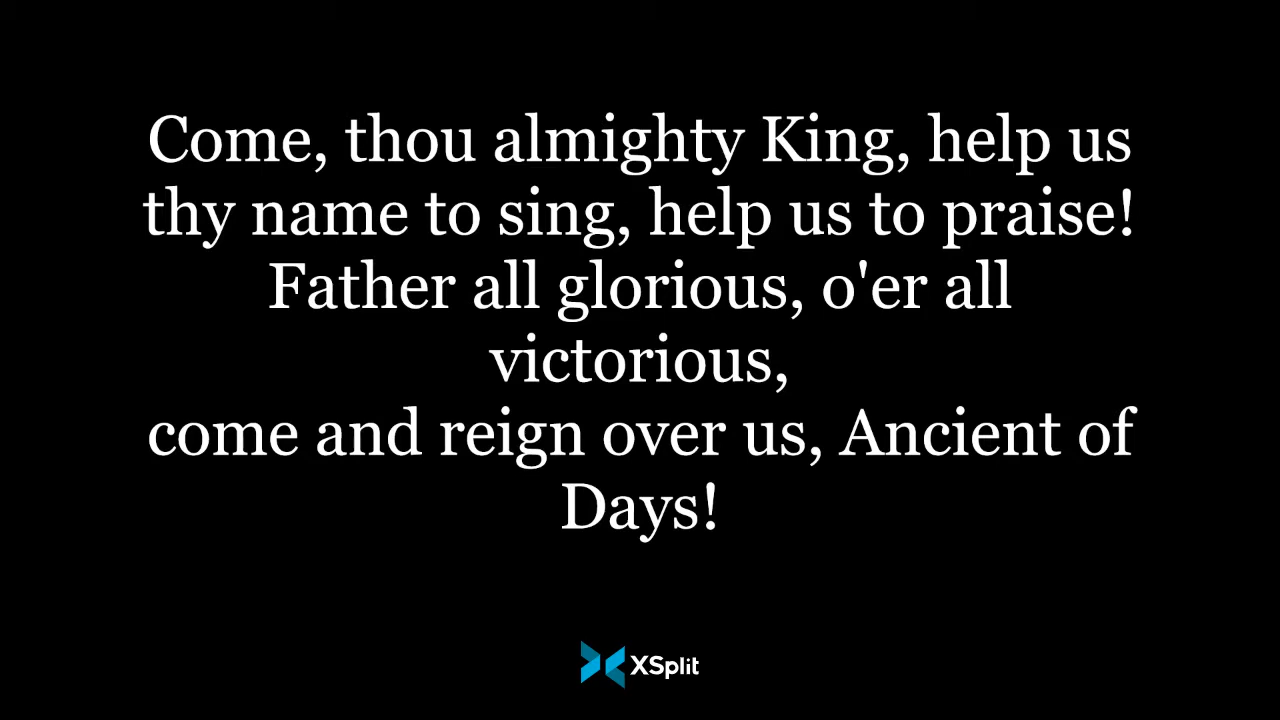 Come, thou almighty King, help us
thy name to sing, help us to praise!
Father all glorious, o'er all
victorious,
come and reign over us, Ancient of
Days!
XSplit